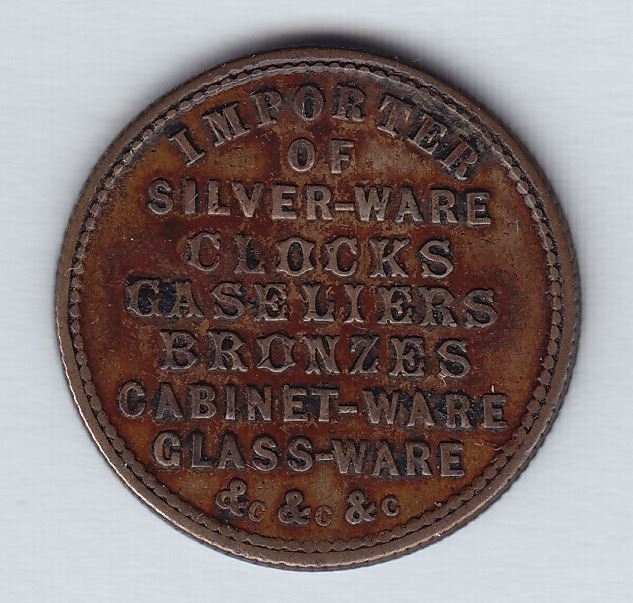 IMPORTER
OF
SILVER-WARE
CLOCKS
GASELIERS
BRONZES
CABINET-WARE
GLASS-WARE
&c &c &c